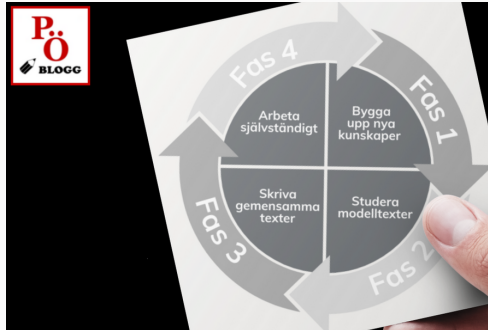 PÖ
BLOGG
Fas 4
Fas 1
Arbeta
självständigt
Bygga
upp nya
kunskaper
Skriva
gemensamma
texter
Studera
modelltexter
Fas 3
Fas 2